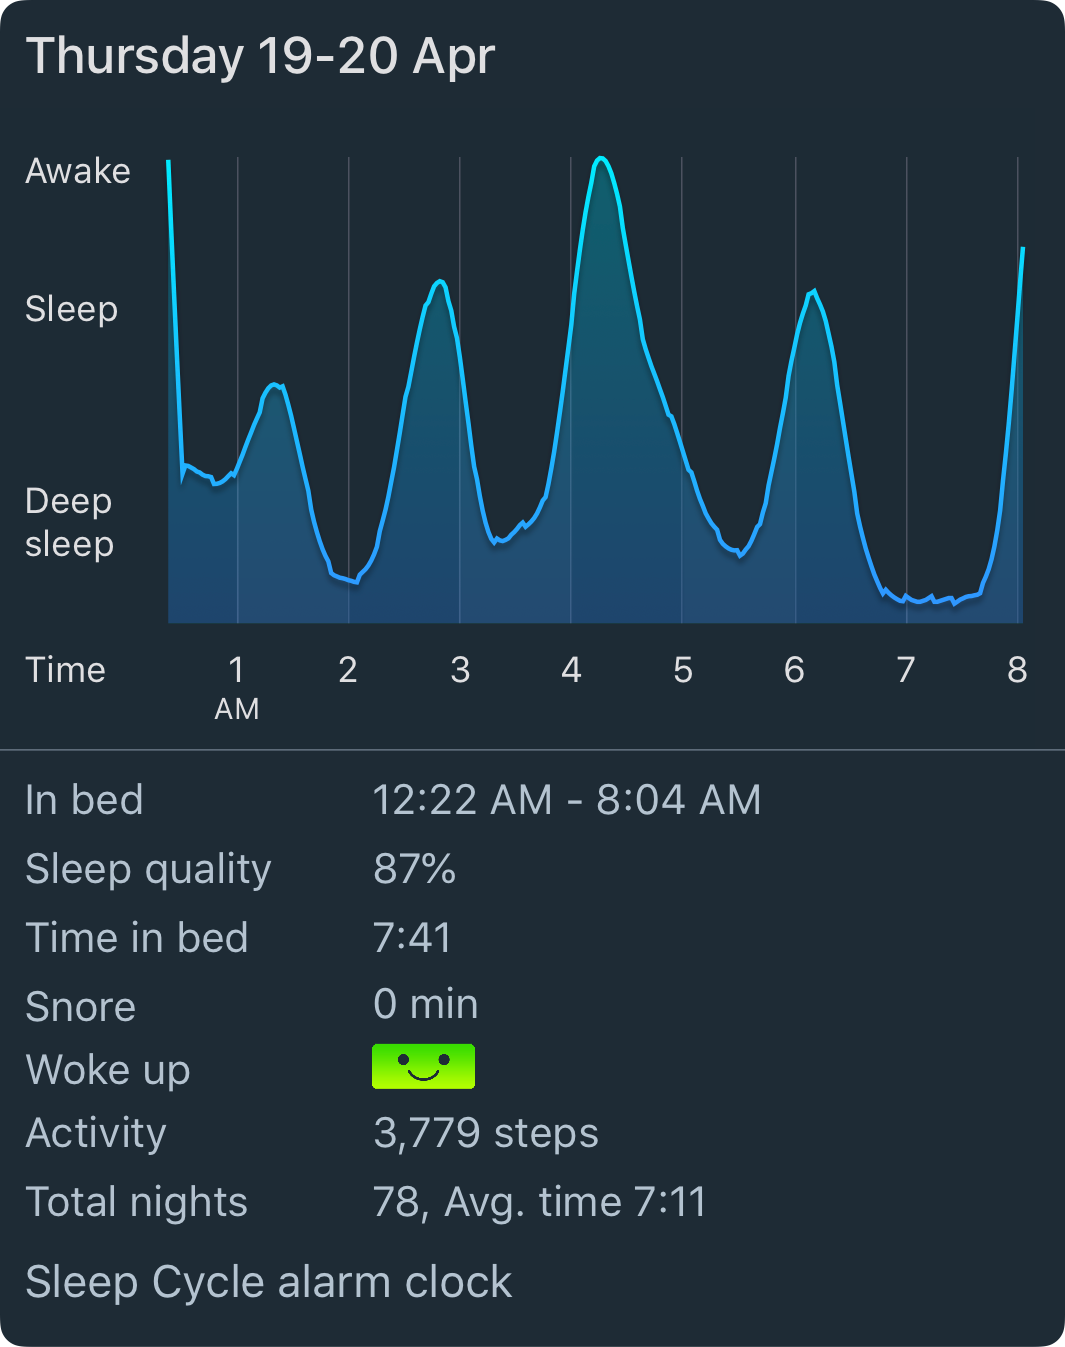 Thursday 19-20 Apr
Awake
Sleep
Deep
sleep
Time 1 2 3 4 5 6 7 8
AM
In bed 12:22 AM - 8:04 AM
Sleep quality 87%
Time in bed 7:41
Snore 0 min
Woke up
Activity 3,779 steps
Total nights 78, Avg. time 7:11
Sleep Cycle alarm clock